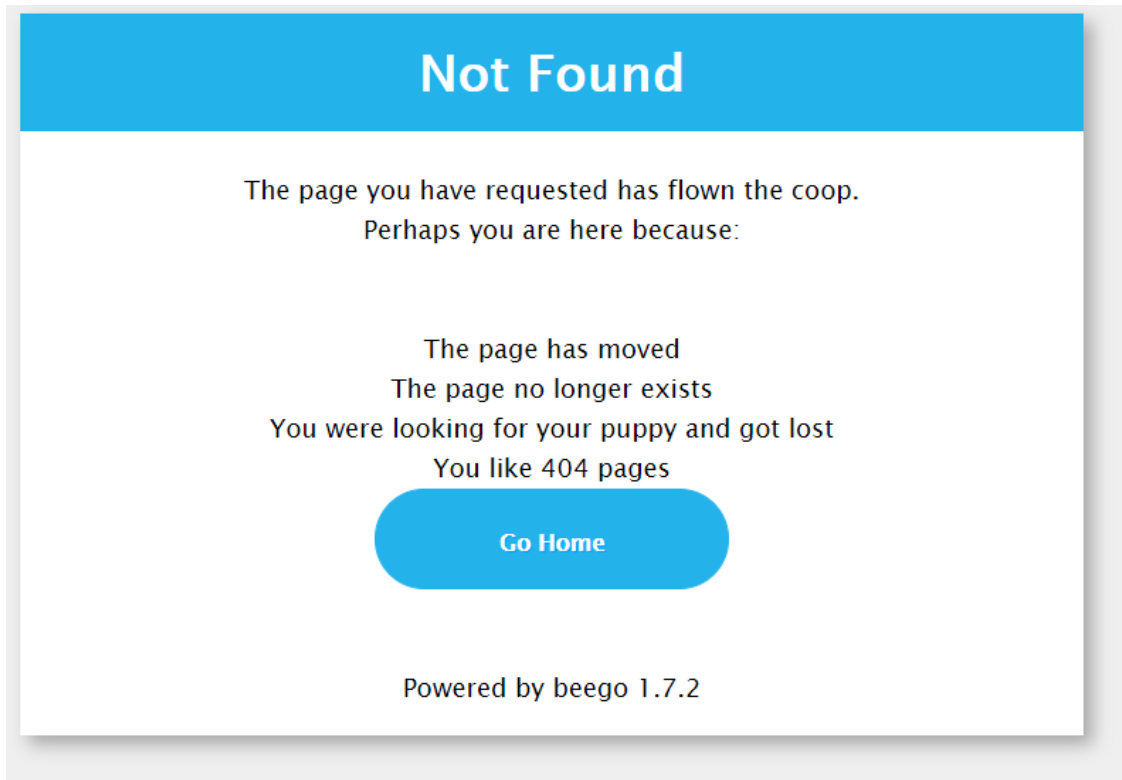 Not Found
The page you have requested has flown the coop.
Perhaps you are here because:
The page has moved
The page no longer exists
You were looking for your puppy and got lost
You like 404 pages
Go Home
Powered by beego 1.7.2